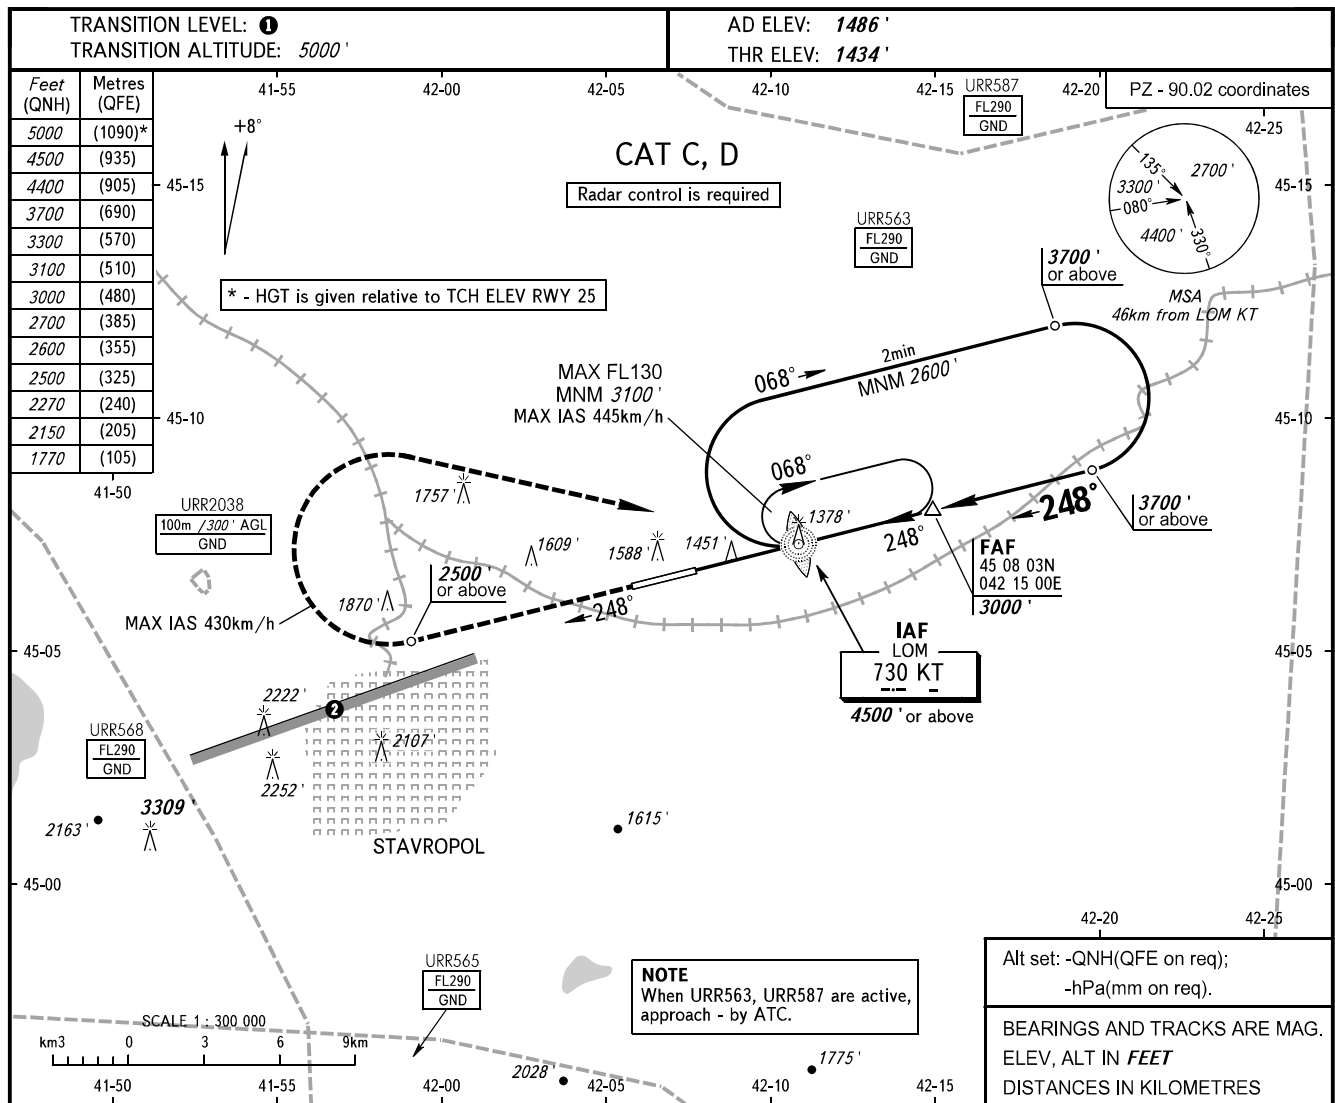 TRANSITION LEVEL: ❶
TRANSITION ALTITUDE: 5000 '
AD ELEV: 1486 '
THR ELEV: 1434 '
Feet Metres
(QNH) (QFE)
5000 (1090)*
4500 (935)
4400 (905)
3700 (690)
3300 (570)
3100 (510)
3000 (480)
2700 (385)
2600 (355)
2500 (325)
2270 (240)
2150 (205)
1770 (105)
41-50
41-55
42-00
42-05
42-10
42-15
42-20
42-25
PZ - 90.02 coordinates
+8°
45-15
45-15
CAT C, D
Radar control is required
URR587
FL290
GND
URR563
FL290
GND
135°
2700 '
3300 '
080°
4400 '
330°
MSA
46km from LOM KT
* - HGT is given relative to TCH ELEV RWY 25
3700 '
or above
2min
MNM 2600 '
068°
MAX FL130
MNM 3100 '
MAX IAS 445km/h
45-10
45-10
068°
1378 '
248°
248°
3700 '
or above
FAF
45 08 03N
042 15 00E
3000 '
1757 '
1609 '
1588 '
1451 '
URR2038
100m /300 ' AGL
GND
2500 '
or above
1870 '
MAX IAS 430km/h
248°
IAF
LOM
730 KT
4500 ' or above
45-05
45-05
2222 '
❷
2107 '
2252 '
URR568
FL290
GND
3309 '
2163 '
1615 '
STAVROPOL
45-00
45-00
42-20
42-25
URR565
FL290
GND
NOTE
When URR563, URR587 are active,
approach - by ATC.
Alt set: -QNH(QFE on req);
-hPa(mm on req).
BEARINGS AND TRACKS ARE MAG.
ELEV, ALT IN FEET
DISTANCES IN KILOMETRES
SCALE 1 : 300 000
km3 0 3 6 9km
2028 '
1775 '
41-50
41-55
42-00
42-05
42-10
42-15